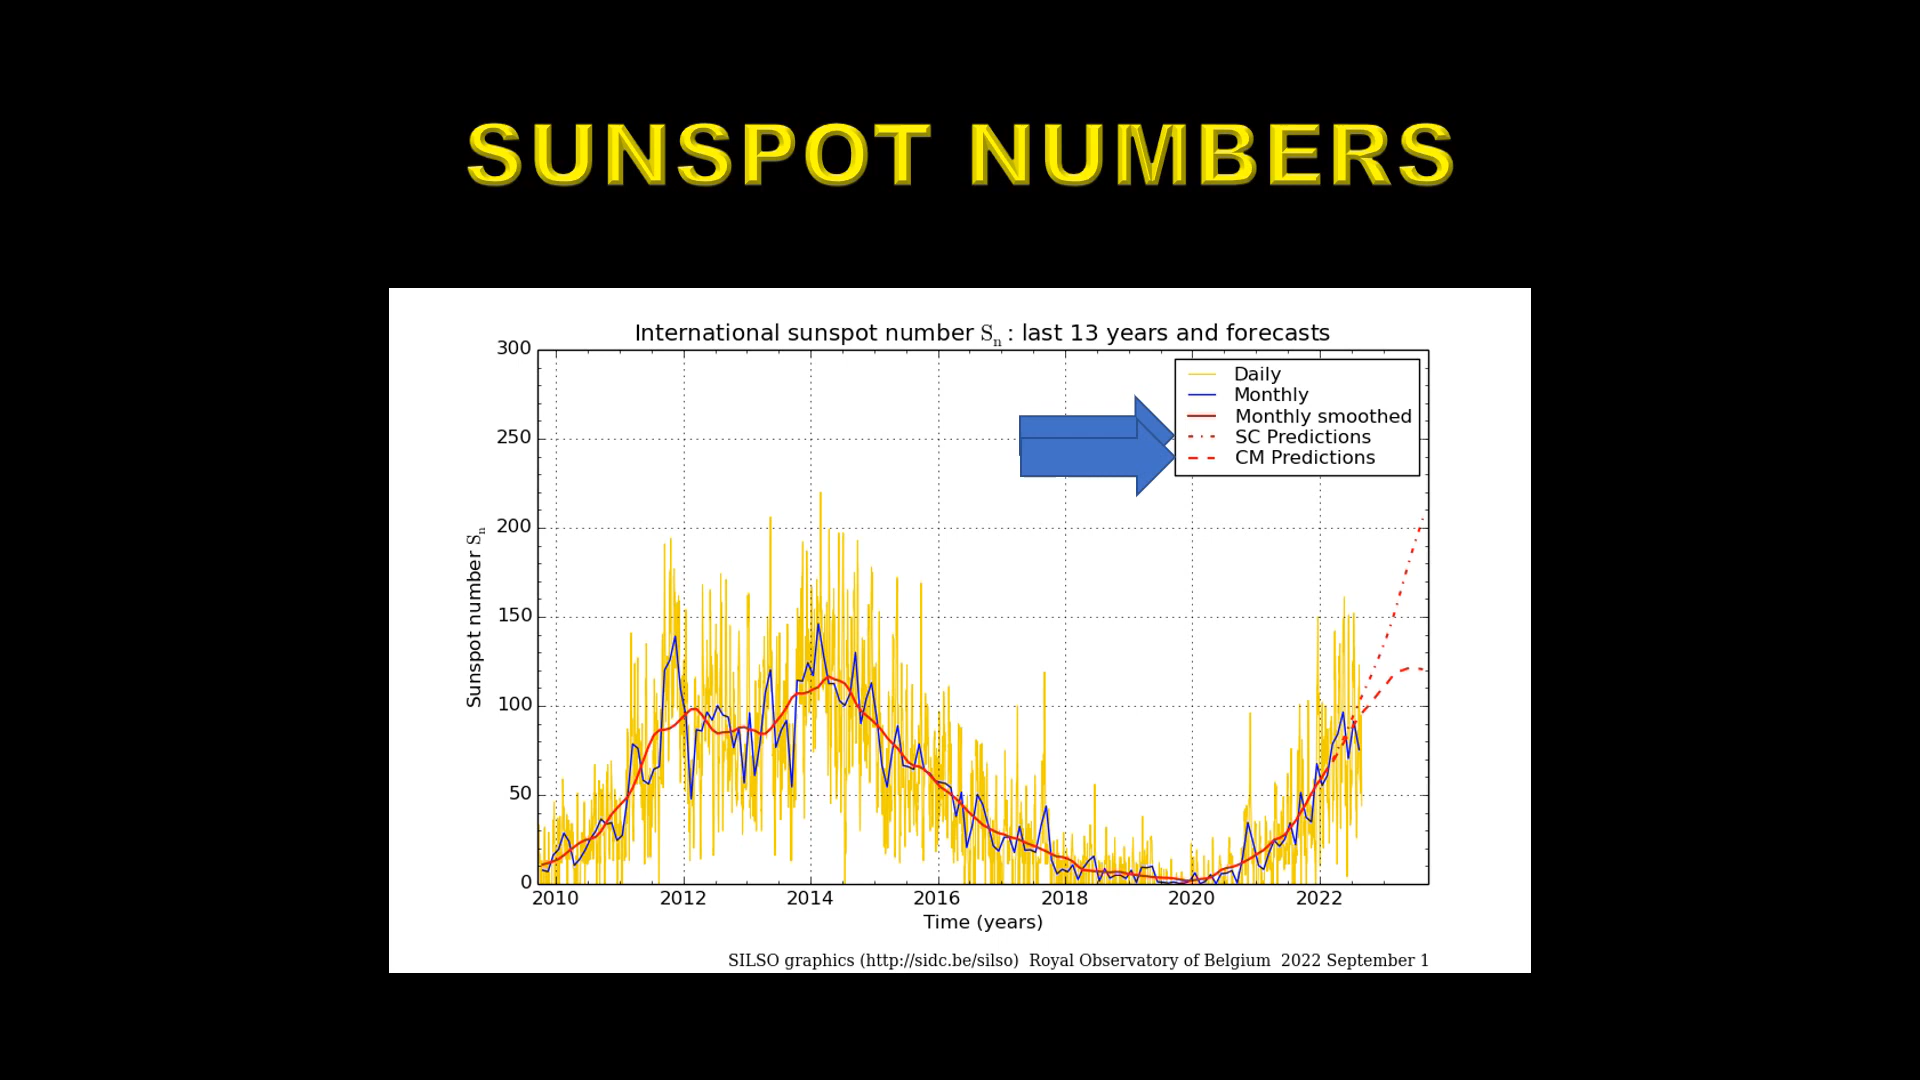 SUNSPOT NUMBERS
International sunspot number Sn : last 13 years and forecasts
300
250
200
150
100
50
0
Sunspot number Sn
Daily
Monthly
Monthly smoothed
SC Predictions
CM Predictions
2010 2012 2014 2016 2018 2020 2022
Time (years)
SILSO graphics (http://sidc.be/silso) Royal Observatory of Belgium 2022 September 1